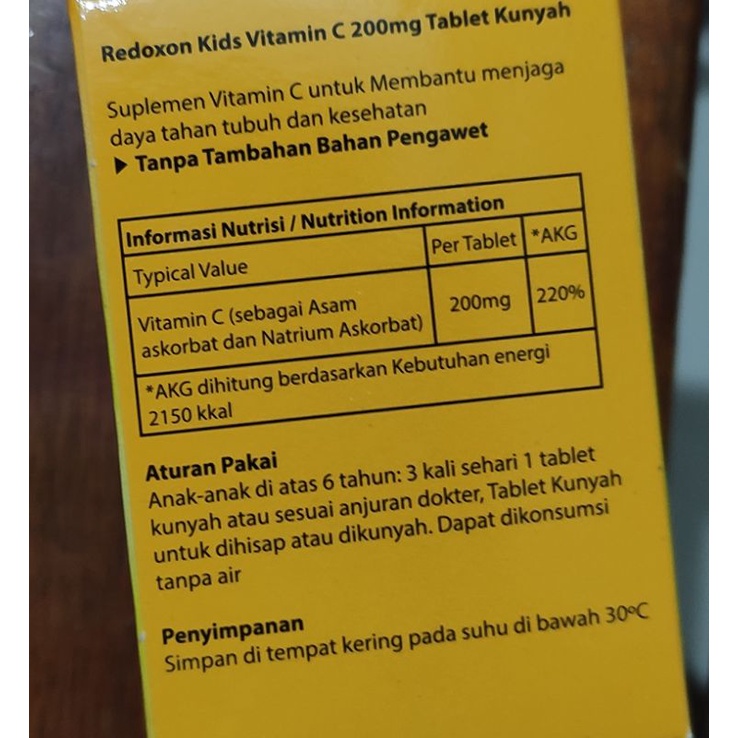 Redoxon Kids Vitamin C 200mg Tablet Kunyah
Suplemen Vitamin C untuk Membantu menjaga
daya tahan tubuh dan kesehatan
▶ Tanpa Tambahan Bahan Pengawet
Informasi Nutrisi / Nutrition Information
Typical Value Per Tablet *AKG
Vitamin C (sebagai Asam
askorbat dan Natrium Askorbat) 200mg 220%
*AKG dihitung berdasarkan Kebutuhan energi
2150 kkal
Aturan Pakai
Anak-anak di atas 6 tahun: 3 kali sehari 1 tablet
kunyah atau sesuai anjuran dokter, Tablet Kunyah
untuk dihisap atau dikunyah. Dapat dikonsumsi
tanpa air
Penyimpanan
Simpan di tempat kering pada suhu di bawah 30ºC